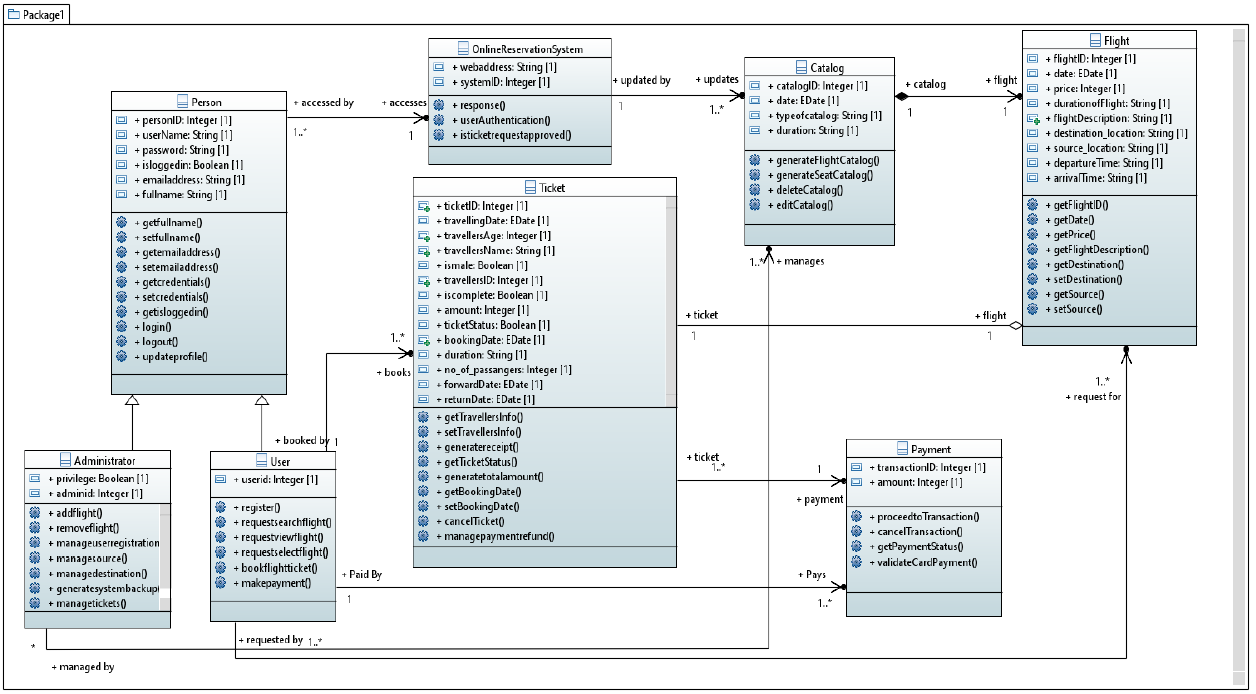 Package1
Person
+ personID: Integer [1]
+ userName: String [1]
+ password: String [1]
+ isloggedin: Boolean [1]
+ emailaddress: String [1]
+ fullname: String [1]
+ getfullname()
+ setfullname()
+ getemailaddress()
+ setemailaddress()
+ getcredentials()
+ setcredentials()
+ getisloggedin()
+ login()
+ logout()
+ updateprofile()
+ accessed by
+ accesses
1..*
1
OnlineReservationSystem
+ webaddress: String [1]
+ systemID: Integer [1]
+ response()
+ userAuthentication()
+ isticketrequestapproved()
+ updated by
+ updates
1
1..*
Catalog
+ catalogID: Integer [1]
+ date: EDate [1]
+ typeofcatalog: String [1]
+ duration: String [1]
+ generateFlightCatalog()
+ generateSeatCatalog()
+ deleteCatalog()
+ editCatalog()
+ catalog
+ flight
1
1
Flight
+ flightID: Integer [1]
+ date: EDate [1]
+ price: Integer [1]
+ durationofFlight: String [1]
+ flightDescription: String [1]
+ destination_location: String [1]
+ source_location: String [1]
+ departureTime: String [1]
+ arrivalTime: String [1]
+ getFlightID()
+ getDate()
+ getPrice()
+ getFlightDescription()
+ getDestination()
+ setDestination()
+ getSource()
+ setSource()
Ticket
+ ticketID: Integer [1]
+ travellingDate: EDate [1]
+ travellersAge: Integer [1]
+ travellersName: String [1]
+ ismale: Boolean [1]
+ travellersID: Integer [1]
+ iscomplete: Boolean [1]
+ amount: Integer [1]
+ ticketStatus: Boolean [1]
+ bookingDate: EDate [1]
+ duration: String [1]
+ no_of_passangers: Integer [1]
+ forwardDate: EDate [1]
+ returnDate: EDate [1]
+ getTravellersInfo()
+ setTravellersInfo()
+ generatereceipt()
+ getTicketStatus()
+ generatetotalamount()
+ getBookingDate()
+ setBookingDate()
+ cancelTicket()
+ managepaymentrefund()
1..* + manages
+ ticket
+ flight
1
1
1..*
+ books
1..*
+ request for
+ booked by 1
Administrator
+ privilege: Boolean [1]
+ adminid: Integer [1]
+ addflight()
+ removeflight()
+ manageuserregistration
+ managesource()
+ managedestination()
+ generatesystembackup
+ managetickets()
User
+ userid: Integer [1]
+ register()
+ requestsearchflight()
+ requestviewflight()
+ requestselectflight()
+ bookflightticket()
+ makepayment()
+ ticket
1..*
1
+ payment
Payment
+ transactionID: Integer [1]
+ amount: Integer [1]
+ proceedtoTransaction()
+ cancelTransaction()
+ getPaymentStatus()
+ validateCardPayment()
+ Paid By
+ Pays
1
1..*
+ requested by 1..*
*
+ managed by